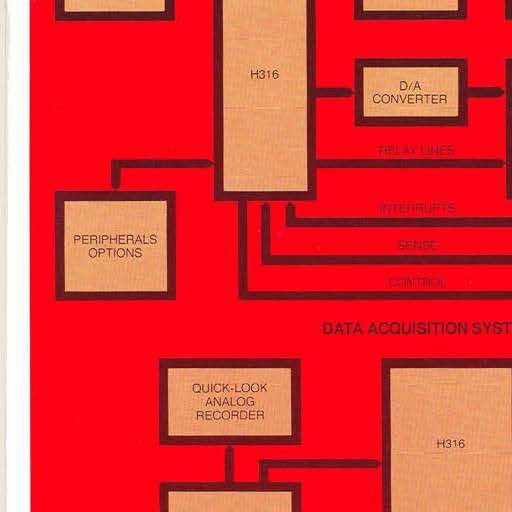 H316
D/A
CONVERTER
RELAY LINES
PERIPHERALS
OPTIONS
INTERRUPTS
SENSE
CONTROL
DATA ACQUISITION SYST
QUICK-LOOK
ANALOG
RECORDER
H316